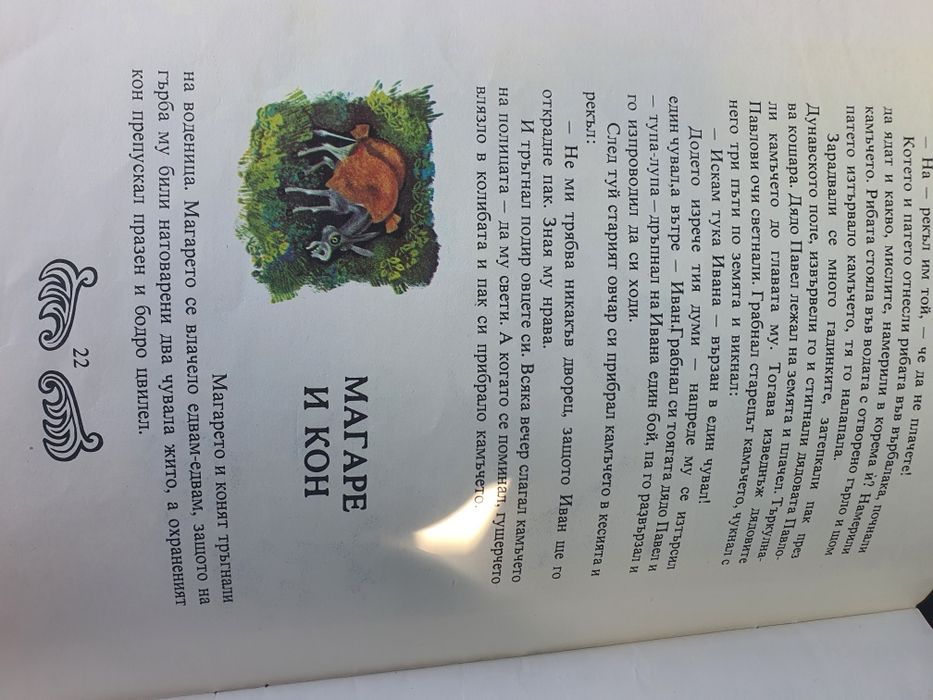 — На — рекъл им той, — че да не плачете!
Котето и патето отнесли рибата във върбалака, почнали
да ядат и какво, мислите, намерили в корема ѝ? Намерили
камъчето. Рибата стояла във водата с отворено гърло и щом
патето изтървало камъчето, тя го налапала.
Зарадвали се много гадинките, затепкали пак през
Дунавското поле, извървели го и стигнали дядовата Павло-
ва кошара. Дядо Павел лежал на земята и плачел. Търкулна-
ли камъчето до главата му. Тогава изведнъж дядовите
Павлови очи светнали. Грабнал старецът камъчето, чукнал с
него три пъти по земята и викнал:
— Искам тука Ивана — вързан в един чувал!
Додето изрече тия думи — напреде му се изтърсил
един чувал,а вътре — Иван.Грабнал си тоягата дядо Павел и
— тупа-лупа — дръпнал на Ивана един бой, па го развързал и
го изпроводил да си ходи.
След туй старият овчар си прибрал камъчето в кесията и
рекъл:
— Не ми трябва никакъв дворец, защото Иван ще го
открадне пак. Зная му нрава.
И тръгнал подир овцете си. Всяка вечер слагал камъчето
на полицата — да му свети. А когато се поминал, гущерчето
влязло в колибата и пак си прибрало камъчето.
МАГАРЕ
И КОН
Магарето и конят тръгнали
на воденица. Магарето се влачело едвам-едвам, защото на
гърба му били натоварени два чувала жито, а охраненият
кон препускал празен и бодро цвилел.
22